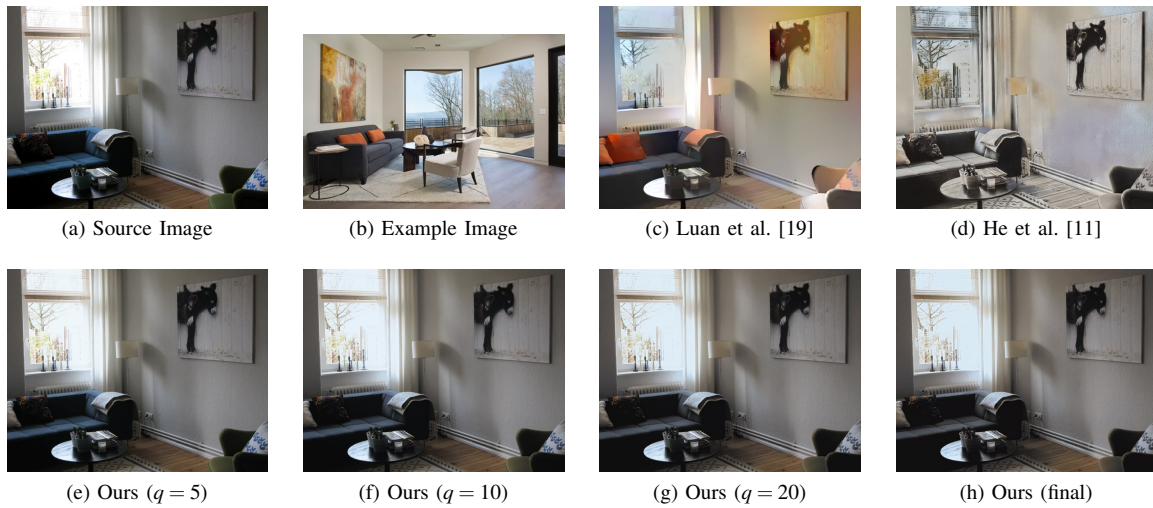 (a) Source Image
(b) Example Image
(c) Luan et al. [19]
(d) He et al. [11]
(e) Ours (q = 5)
(f) Ours (q = 10)
(g) Ours (q = 20)
(h) Ours (final)